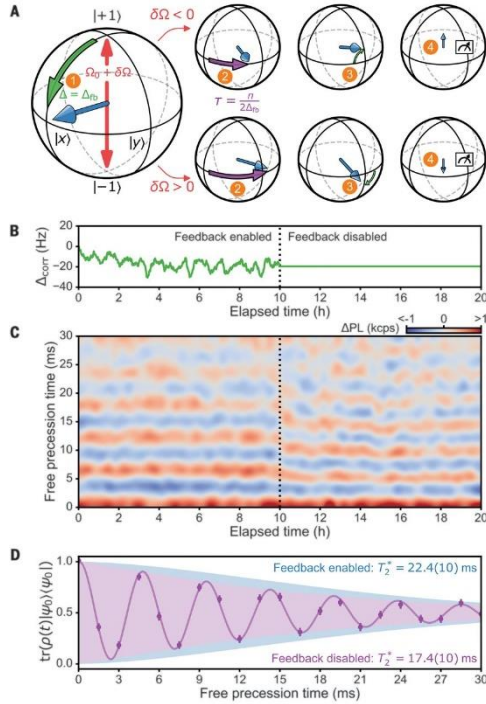 A
|+1⟩
δΩ < 0
1
Ω₀ + δΩ
Δ = Δfb
|x⟩
|y⟩
|−1⟩
δΩ > 0
2
3
4
τ = n/2Δfb
2
3
4
B
Δcorr (Hz)
20
0
−20
−40
Feedback enabled
Feedback disabled
0 2 4 6 8 10 12 14 16 18 20
Elapsed time (h)
C
ΔPL (kcps)
<-1 0 >1
Free precession time (ms)
30
25
20
15
10
5
0
0 2 4 6 8 10 12 14 16 18 20
Elapsed time (h)
D
tr(ρ(t)|ψ₀⟩⟨ψ₀|)
1.0
0.5
0.0
Feedback enabled: T₂* = 22.4(10) ms
Feedback disabled: T₂* = 17.4(10) ms
0 3 6 9 12 15 18 21 24 27 30
Free precession time (ms)